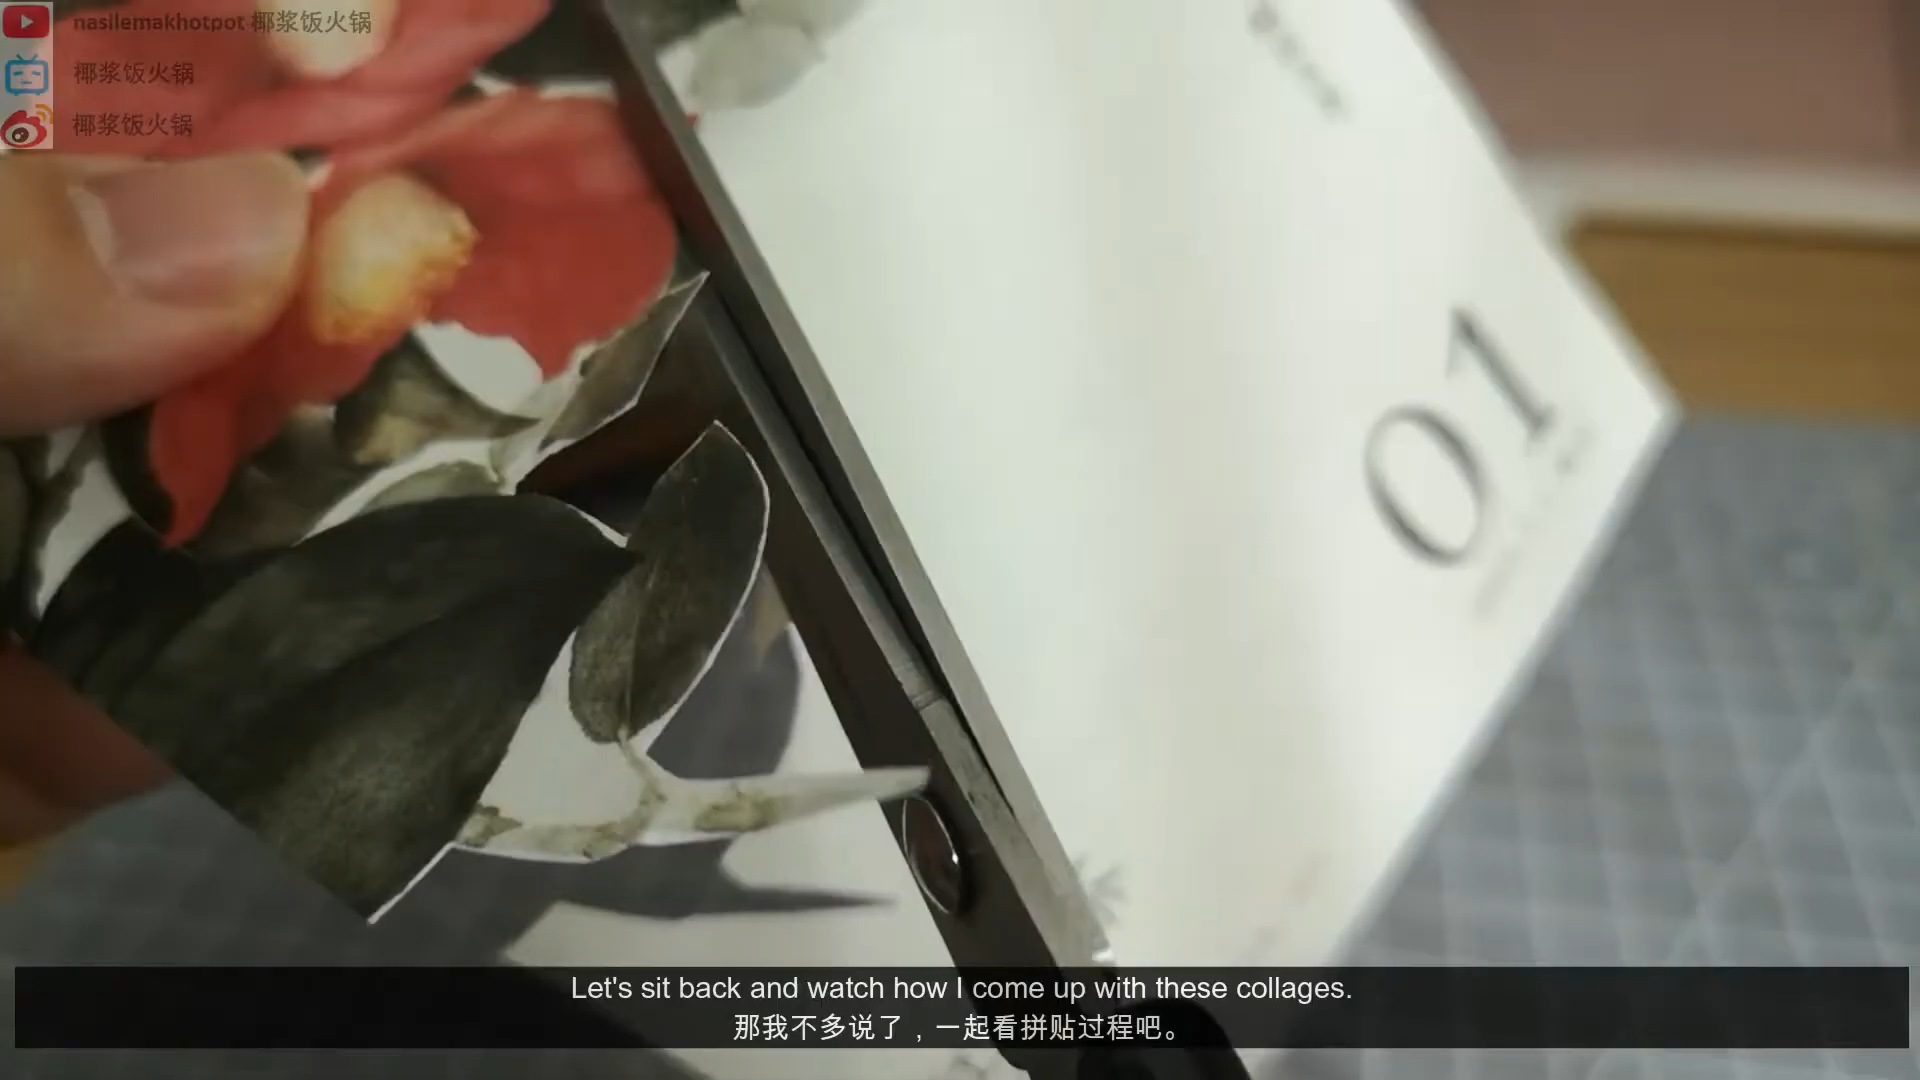 nasilemakhotpot 椰浆饭火锅
椰浆饭火锅
椰浆饭火锅
01
Let's sit back and watch how I come up with these collages.
那我不多说了，一起看拼贴过程吧。